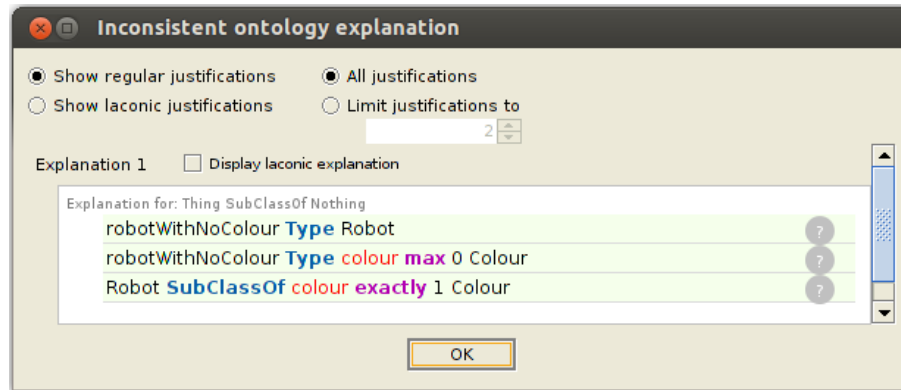 Inconsistent ontology explanation
Show regular justifications All justifications
Show laconic justifications Limit justifications to
2
Explanation 1 Display laconic explanation
Explanation for: Thing SubClassOf Nothing
robotWithNoColour Type Robot ?
robotWithNoColour Type colour max 0 Colour ?
Robot SubClassOf colour exactly 1 Colour ?
OK